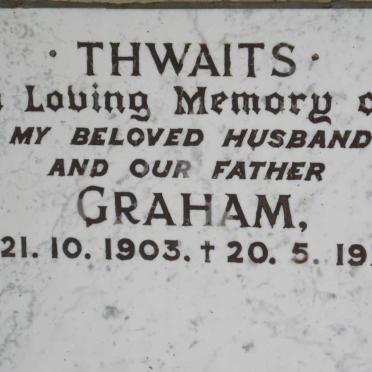 · THWAITS ·
Loving Memory
MY BELOVED HUSBAND
AND OUR FATHER
GRAHAM,
21. 10. 1903. † 20. 5. 19